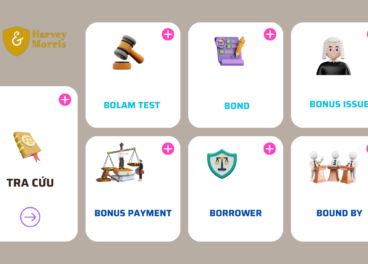 &
Harvey
Morris
TRA CỨU
BOLAM TEST
BOND
BONUS ISSUE
BONUS PAYMENT
BORROWER
BOUND BY